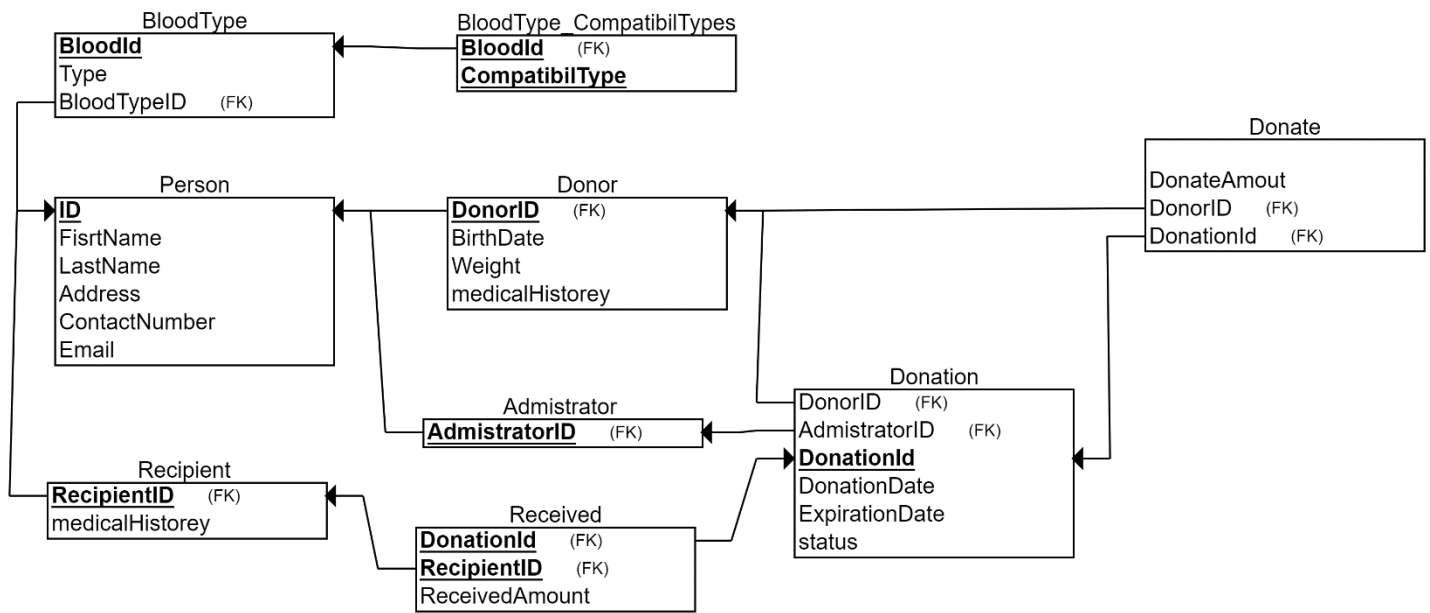 BloodType
BloodId
Type
BloodTypeID (FK)
BloodType_CompatibilTypes
BloodId (FK)
CompatibilType
Donate
DonateAmout
DonorID (FK)
DonationId (FK)
Person
ID
FisrtName
LastName
Address
ContactNumber
Email
Donor
DonorID (FK)
BirthDate
Weight
medicalHistorey
Admistrator
AdmistratorID (FK)
Donation
DonorID (FK)
AdmistratorID (FK)
DonationId
DonationDate
ExpirationDate
status
Recipient
RecipientID (FK)
medicalHistorey
Received
DonationId (FK)
RecipientID (FK)
ReceivedAmount